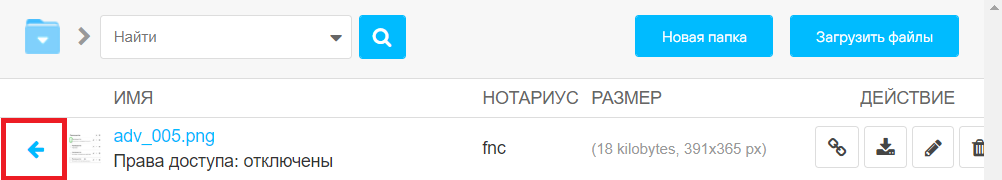 Найти
Новая папка
Загрузить файлы
ИМЯ НОТАРИУС РАЗМЕР ДЕЙСТВИЕ
adv_005.png
Права доступа: отключены
fnc
(18 kilobytes, 391x365 px)